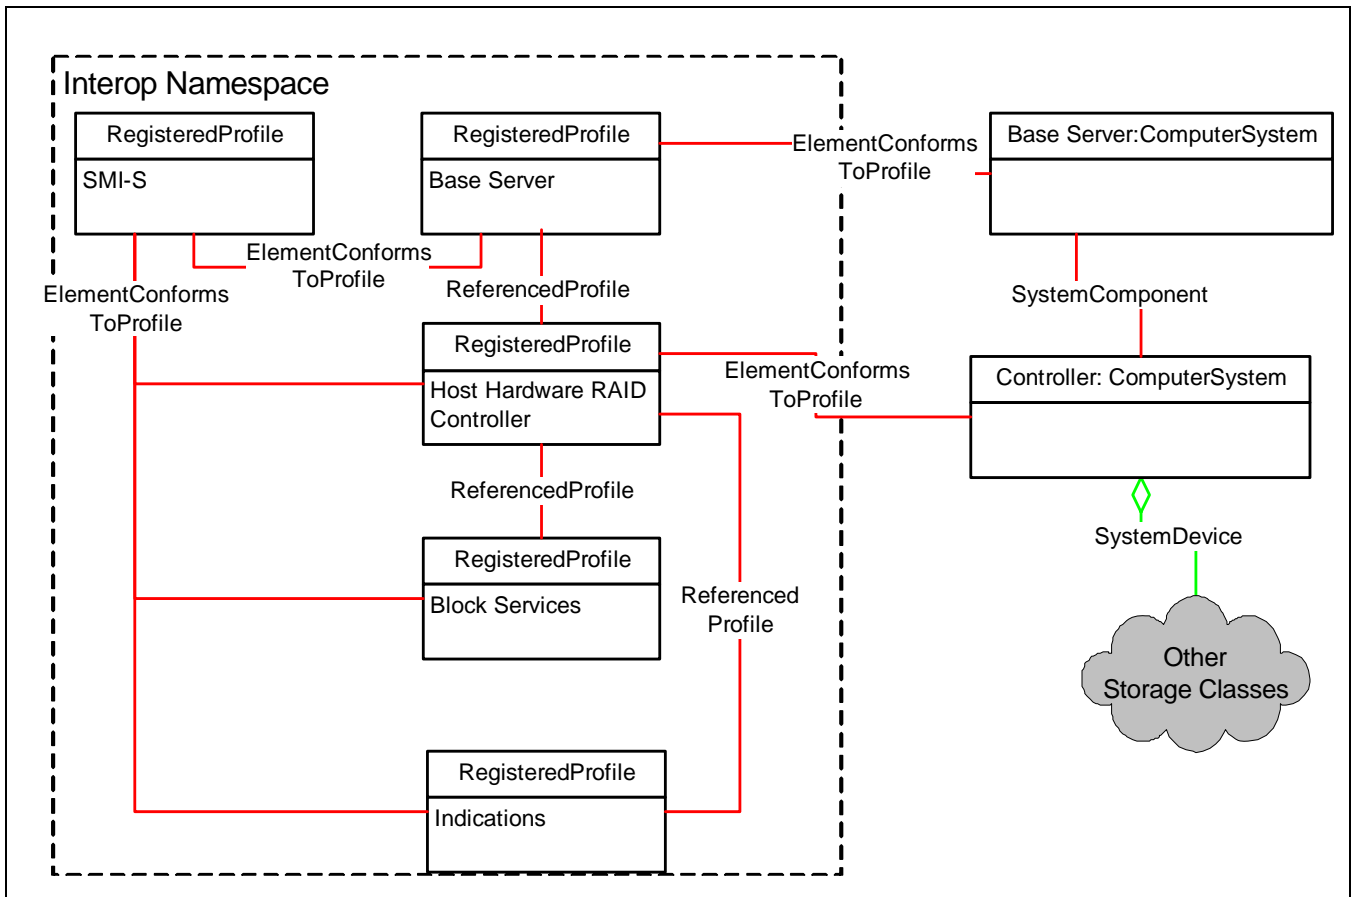 Interop Namespace
RegisteredProfile
SMI-S
RegisteredProfile
Base Server
ElementConforms
ToProfile
Base Server:ComputerSystem
ElementConforms
ToProfile
ElementConforms
ToProfile
ReferencedProfile
SystemComponent
RegisteredProfile
Host Hardware RAID
Controller
ElementConforms
ToProfile
Controller: ComputerSystem
ReferencedProfile
SystemDevice
RegisteredProfile
Block Services
Referenced
Profile
Other
Storage Classes
RegisteredProfile
Indications